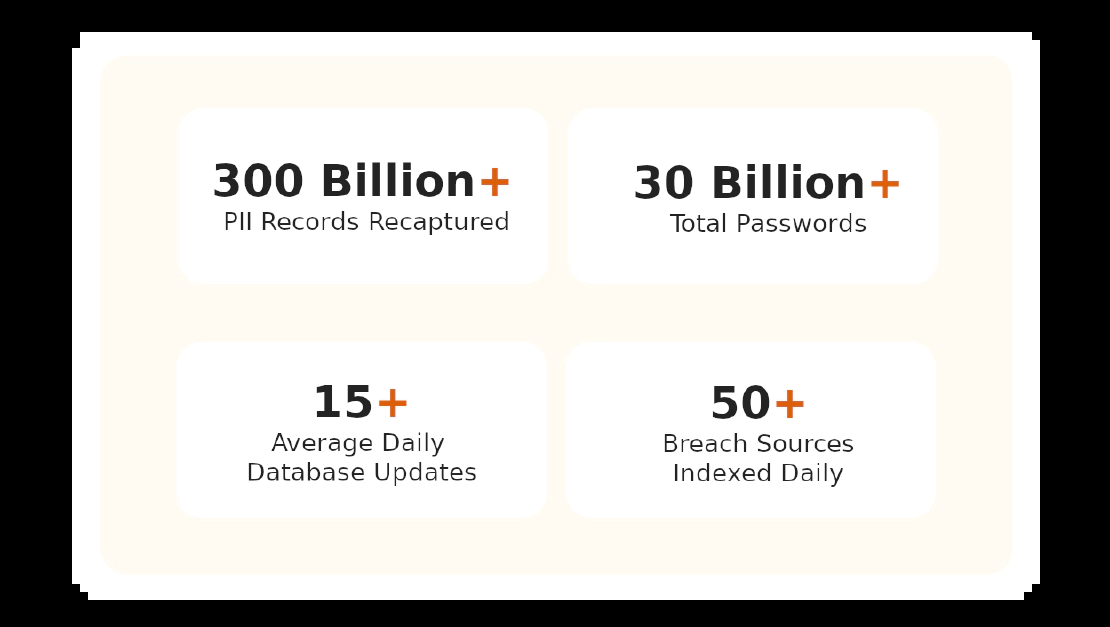 300 Billion+
PII Records Recaptured
30 Billion+
Total Passwords
15+
Average Daily
Database Updates
50+
Breach Sources
Indexed Daily